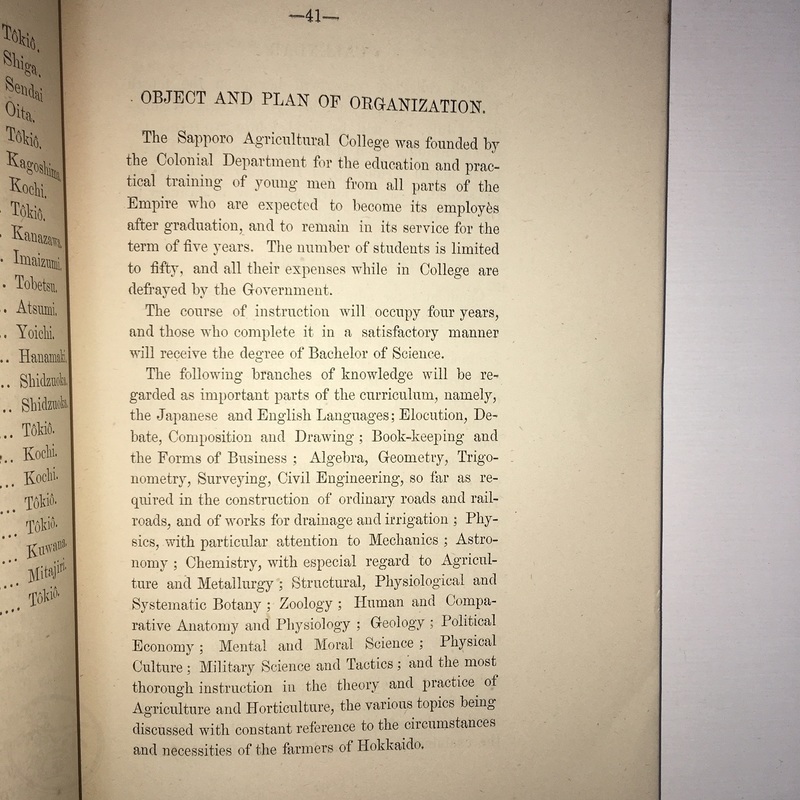 Tôkiô.
Shiga.
Sendai
Oita.
Tôkiô.
Kagoshima.
Kochi.
. Tôkiô.
. Kanazawa.
. Imaizumi.
. Tobetsu.
.. Atsumi.
.. Yoichi.
.. Hanamaki.
.. Shidzuoka.
.. Shidzuoka.
... Tôkiô.
... Kochi.
... Kochi.
... Tôkiô.
... Tôkiô.
... Kuwana.
.... Mitajiri.
.... Tôkiô.
—41—
OBJECT AND PLAN OF ORGANIZATION.
The Sapporo Agricultural College was founded by
the Colonial Department for the education and prac-
tical training of young men from all parts of the
Empire who are expected to become its employès
after graduation, and to remain in its service for the
term of five years. The number of students is limited
to fifty, and all their expenses while in College are
defrayed by the Government.
The course of instruction will occupy four years,
and those who complete it in a satisfactory manner
will receive the degree of Bachelor of Science.
The following branches of knowledge will be re-
garded as important parts of the curriculum, namely,
the Japanese and English Languages; Elocution, De-
bate, Composition and Drawing ; Book-keeping and
the Forms of Business ; Algebra, Geometry, Trigo-
nometry, Surveying, Civil Engineering, so far as re-
quired in the construction of ordinary roads and rail-
roads, and of works for drainage and irrigation ; Phy-
sics, with particular attention to Mechanics ; Astro-
nomy ; Chemistry, with especial regard to Agricul-
ture and Metallurgy ; Structural, Physiological and
Systematic Botany ; Zoology ; Human and Compa-
rative Anatomy and Physiology ; Geology ; Political
Economy ; Mental and Moral Science ; Physical
Culture ; Military Science and Tactics ; and the most
thorough instruction in the theory and practice of
Agriculture and Horticulture, the various topics being
discussed with constant reference to the circumstances
and necessities of the farmers of Hokkaido.